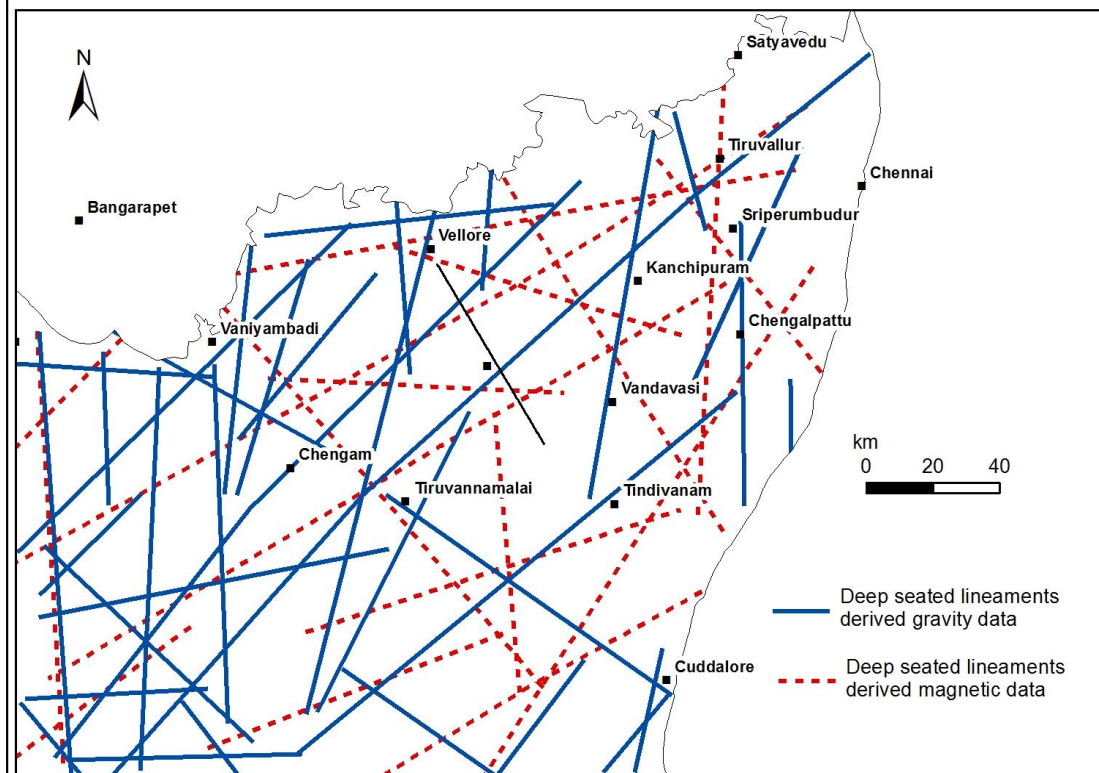 Satyavedu
N
Tiruvallur
Chennai
Bangarapet
Sriperumbudur
Vellore
Kanchipuram
Chengalpattu
Vaniyambadi
Vandavasi
km
0 20 40
Chengam
Tiruvannamalai
Tindivanam
Deep seated lineaments
derived gravity data
Cuddalore
Deep seated lineaments
derived magnetic data